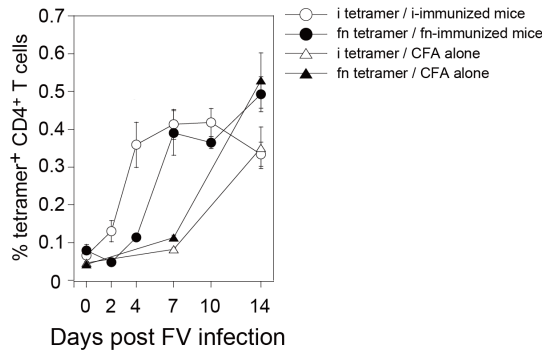 i tetramer / i-immunized mice
fn tetramer / fn-immunized mice
i tetramer / CFA alone
fn tetramer / CFA alone
% tetramer+ CD4+ T cells
0.7
0.6
0.5
0.4
0.3
0.2
0.1
0
0 2 4 7 10 14
Days post FV infection